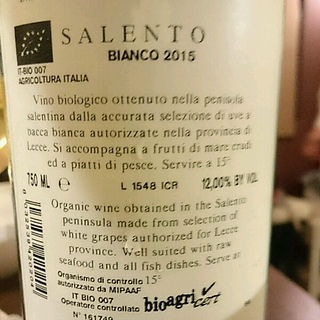 SALENTO
BIANCO 2015
IT-BIO 007
AGRICOLTURA ITALIA
Vino biologico ottenuto nella penisola
salentina dalla accurata selezione di uve a
bacca bianca autorizzate nella provincia di
Lecce. Si accompagna a frutti di mare crudi
ed a piatti di pesce. Servire a 15°
750 ML e L 1548 ICR 12,00% BY VOL
Organic wine obtained in the Salento
peninsula made from selection of
white grapes authorized for Lecce
province. Well suited with raw
seafood and all fish dishes. Serve at
15°
Organismo di controllo
autorizzato da MIPAAF
IT BIO 007
Operatore controllato
N° 161749
bioagricert